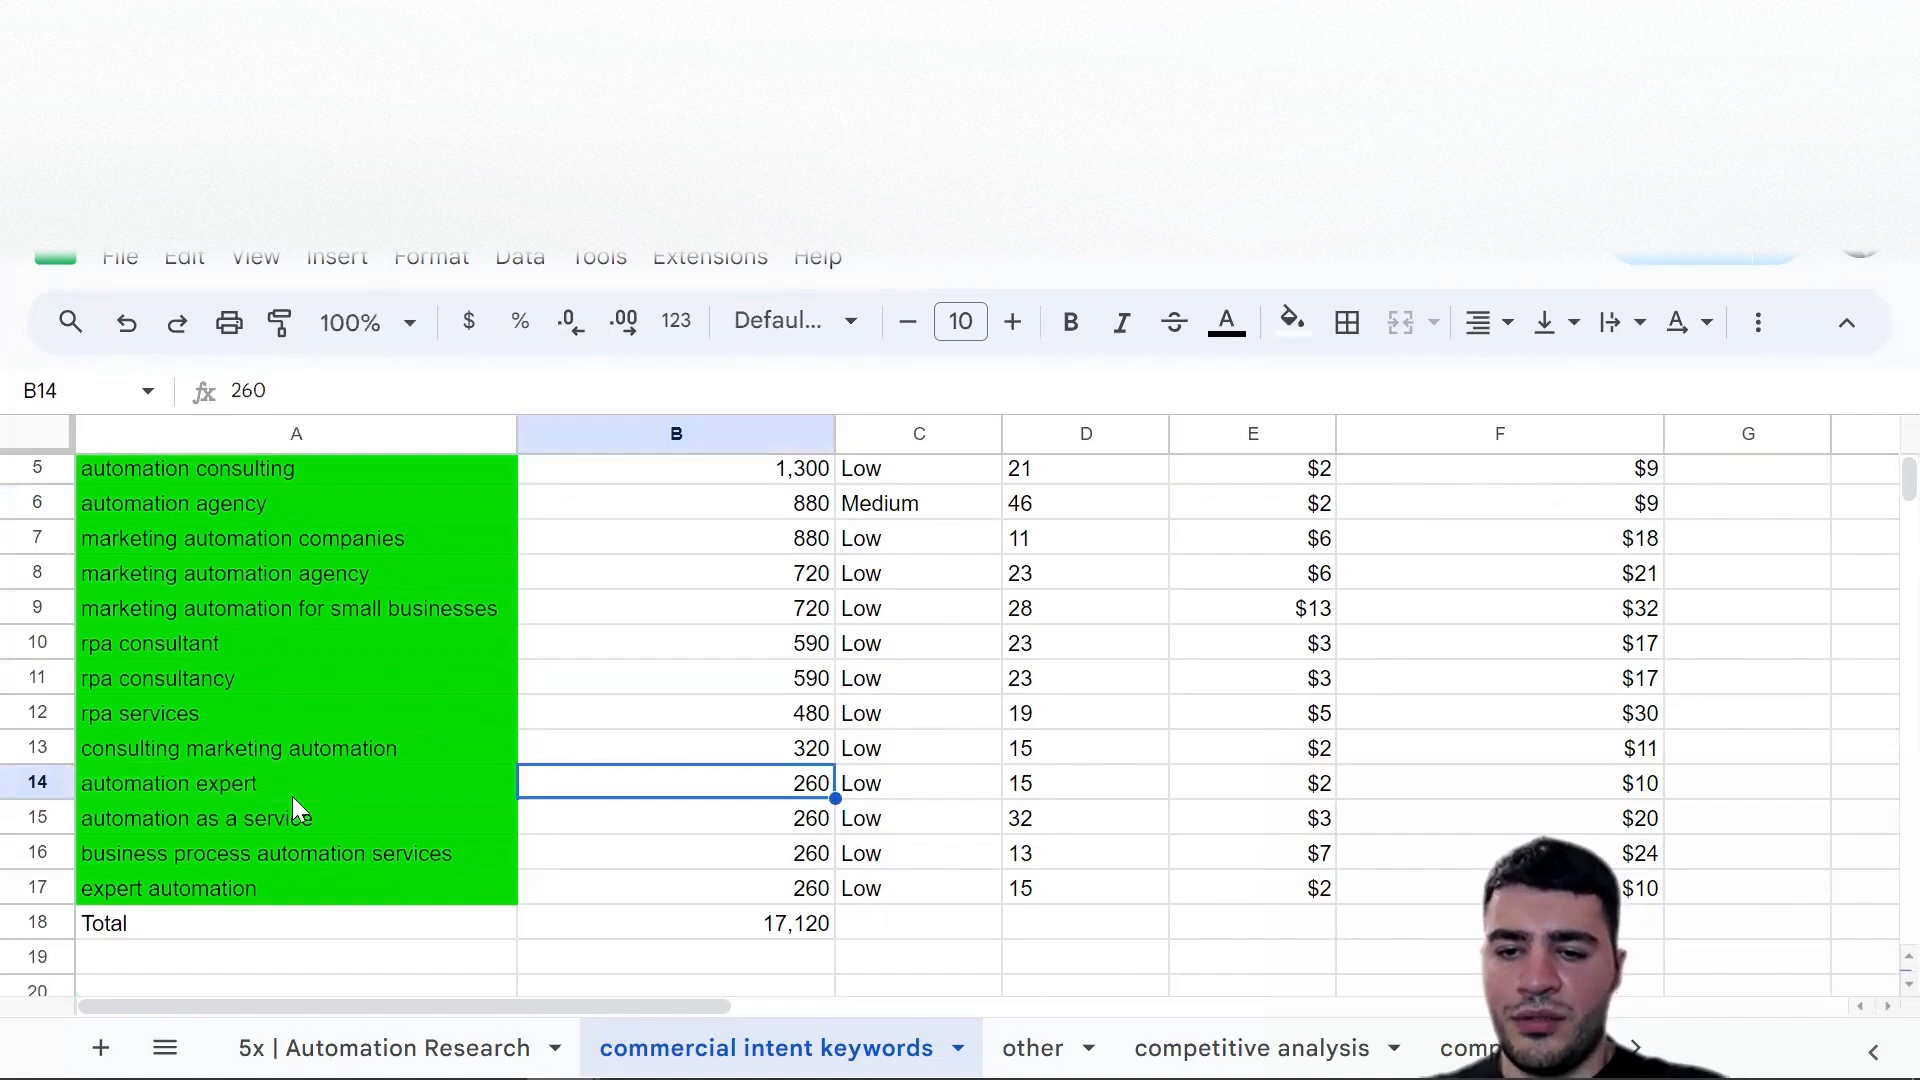 File Edit View Insert Format Data Tools Extensions Help
100% $ % .0 .00 123 Defaul... 10 B I S A A
B14 fx 260
A B C D E F G
5 automation consulting 1,300 Low 21 $2 $9
6 automation agency 880 Medium 46 $2 $9
7 marketing automation companies 880 Low 11 $6 $18
8 marketing automation agency 720 Low 23 $6 $21
9 marketing automation for small businesses 720 Low 28 $13 $32
10 rpa consultant 590 Low 23 $3 $17
11 rpa consultancy 590 Low 23 $3 $17
12 rpa services 480 Low 19 $5 $30
13 consulting marketing automation 320 Low 15 $2 $11
14 automation expert 260 Low 15 $2 $10
15 automation as a service 260 Low 32 $3 $20
16 business process automation services 260 Low 13 $7 $24
17 expert automation 260 Low 15 $2 $10
18 Total 17,120
19
20
5x | Automation Research commercial intent keywords other competitive analysis